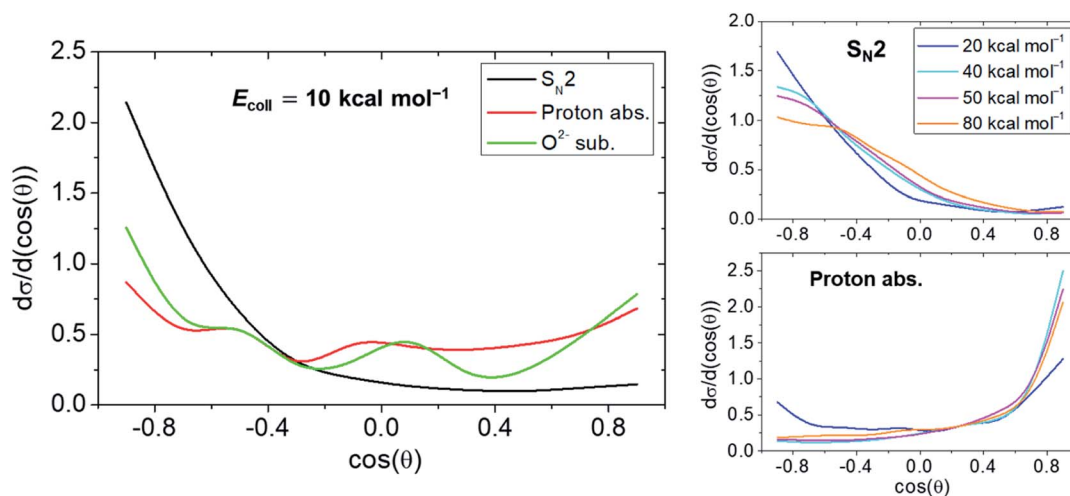 2.5
2.0
1.5
1.0
0.5
0.0
dσ/d(cos(θ))
E_coll = 10 kcal mol⁻¹
S_N2
Proton abs.
O²⁻ sub.
-0.8 -0.4 0.0 0.4 0.8
cos(θ)
2.0
1.5
1.0
0.5
0.0
dσ/d(cos(θ))
S_N2
20 kcal mol⁻¹
40 kcal mol⁻¹
50 kcal mol⁻¹
80 kcal mol⁻¹
-0.8 -0.4 0.0 0.4 0.8
2.5
2.0
1.5
1.0
0.5
0.0
dσ/d(cos(θ))
Proton abs.
-0.8 -0.4 0.0 0.4 0.8
cos(θ)